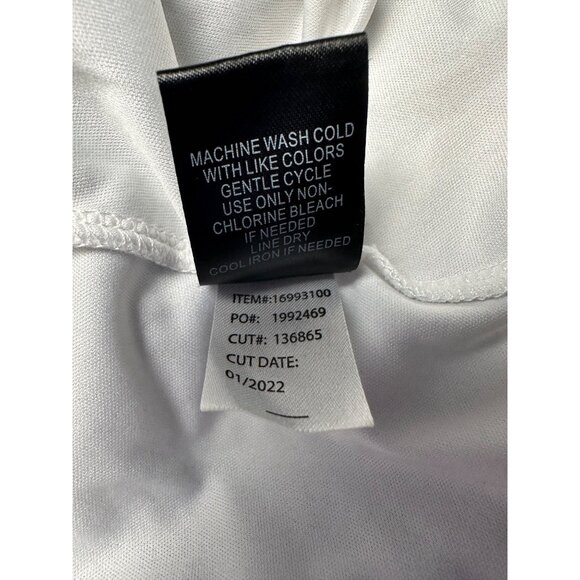 MACHINE WASH COLD
WITH LIKE COLORS
GENTLE CYCLE
USE ONLY NON-
CHLORINE BLEACH
IF NEEDED
LINE DRY
COOL IRON IF NEEDED
ITEM#: 16993100
PO#: 1992469
CUT#: 136865
CUT DATE:
01/2022